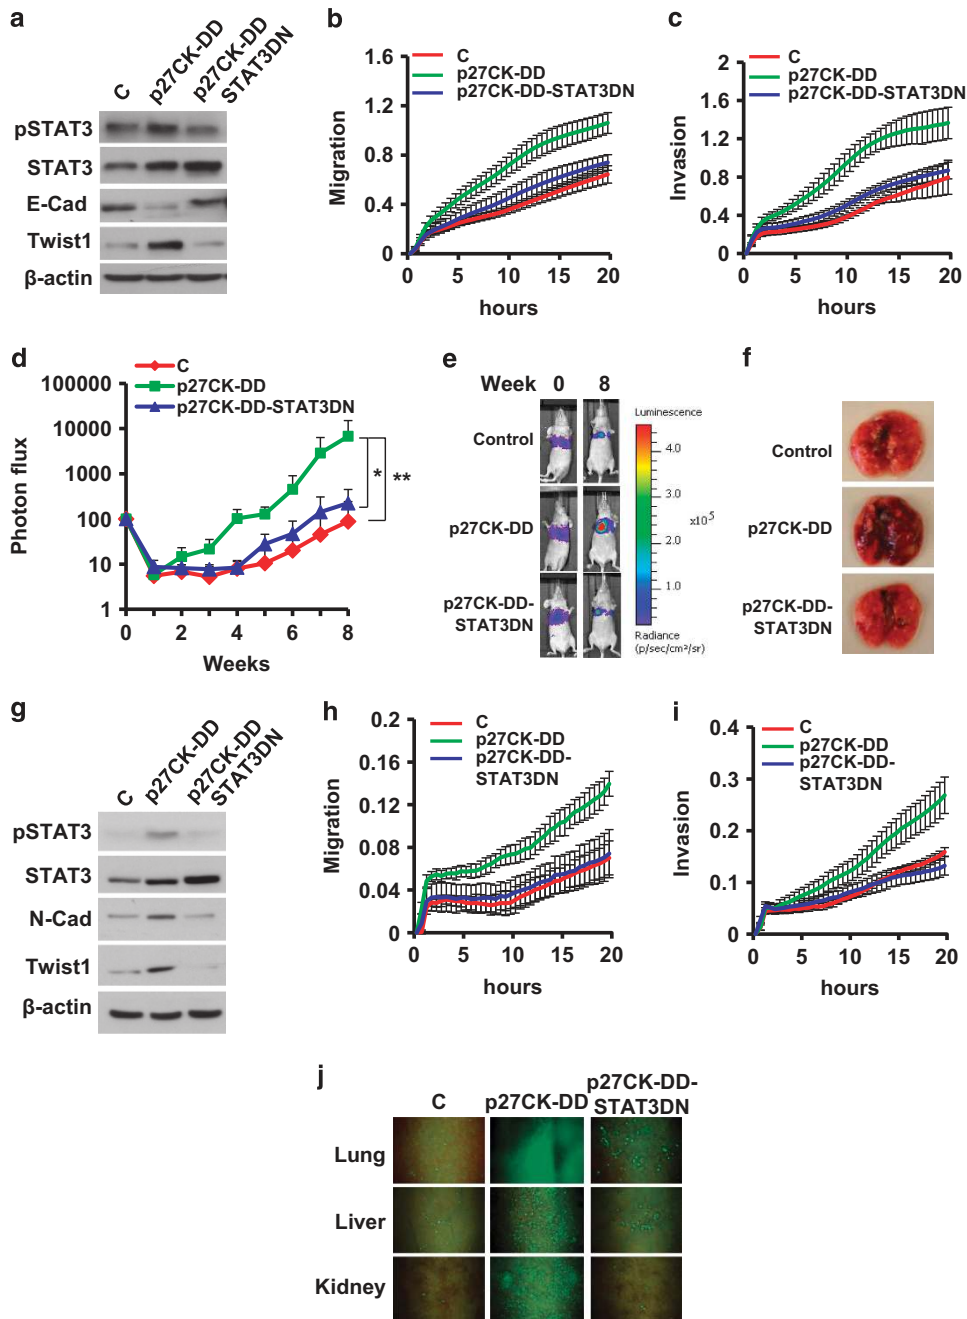 a
C
p27CK-DD
p27CK-DD
STAT3DN
pSTAT3
STAT3
E-Cad
Twist1
β-actin
b
C
p27CK-DD
p27CK-DD-STAT3DN
Migration
1.6
1.2
0.8
0.4
0
0 5 10 15 20
hours
c
C
p27CK-DD
p27CK-DD-STAT3DN
Invasion
2
1.6
1.2
0.8
0.4
0
0 5 10 15 20
hours
d
C
p27CK-DD
p27CK-DD-STAT3DN
Photon flux
100000
10000
1000
100
10
1
0 2 4 6 8
Weeks
* **
e
Week 0 8
Control
p27CK-DD
p27CK-DD-
STAT3DN
Luminescence
4.0
3.0
2.0
x10⁵
1.0
Radiance
(p/sec/cm²/sr)
f
Control
p27CK-DD
p27CK-DD-
STAT3DN
g
C
p27CK-DD
p27CK-DD
STAT3DN
pSTAT3
STAT3
N-Cad
Twist1
β-actin
h
C
p27CK-DD
p27CK-DD-
STAT3DN
Migration
0.2
0.16
0.12
0.08
0.04
0
0 5 10 15 20
hours
i
C
p27CK-DD
p27CK-DD-
STAT3DN
Invasion
0.4
0.3
0.2
0.1
0
0 5 10 15 20
hours
j
C
p27CK-DD
p27CK-DD-
STAT3DN
Lung
Liver
Kidney